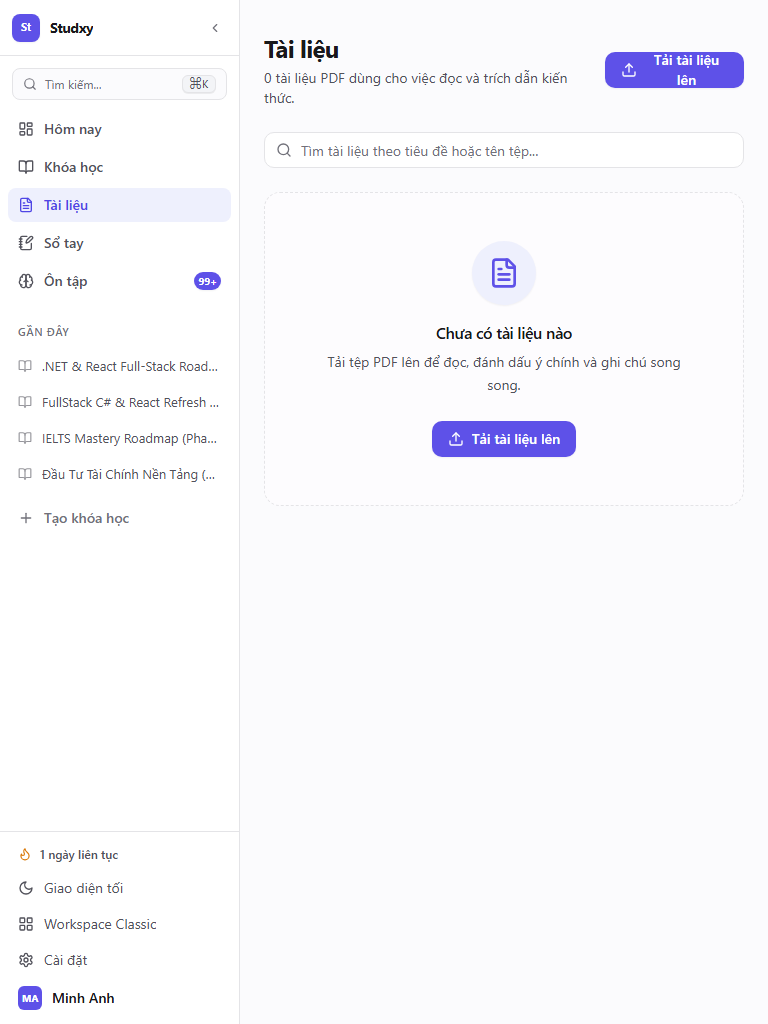 St Studxy
Tìm kiếm... ⌘K
Hôm nay
Khóa học
Tài liệu
Sổ tay
Ôn tập 99+
GẦN ĐÂY
.NET & React Full-Stack Road...
FullStack C# & React Refresh ...
IELTS Mastery Roadmap (Pha...
Đầu Tư Tài Chính Nền Tảng (...
Tạo khóa học
1 ngày liên tục
Giao diện tối
Workspace Classic
Cài đặt
MA Minh Anh
Tài liệu
0 tài liệu PDF dùng cho việc đọc và trích dẫn kiến
thức.
Tải tài liệu
lên
Tìm tài liệu theo tiêu đề hoặc tên tệp...
Chưa có tài liệu nào
Tải tệp PDF lên để đọc, đánh dấu ý chính và ghi chú song
song.
Tải tài liệu lên